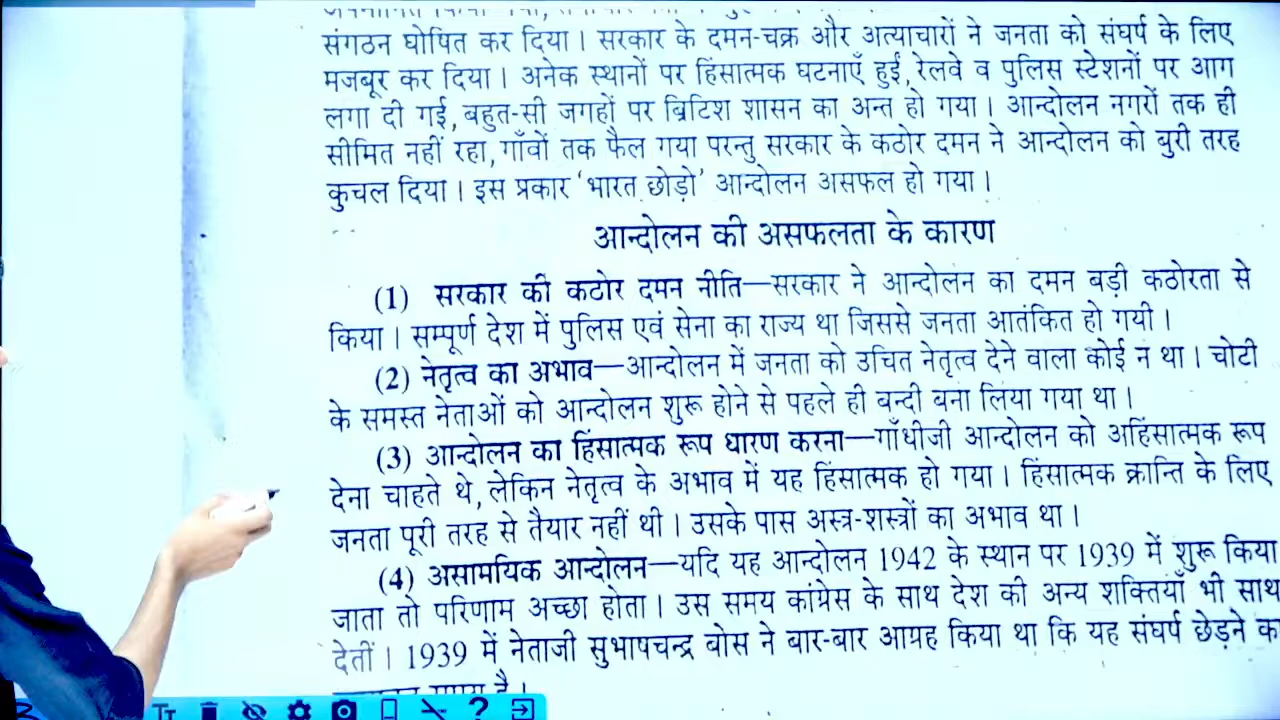 संगठन घोषित कर दिया । सरकार के दमन-चक्र और अत्याचारों ने जनता को संघर्ष के लिए
मजबूर कर दिया । अनेक स्थानों पर हिंसात्मक घटनाएँ हुईं, रेलवे व पुलिस स्टेशनों पर आग
लगा दी गई, बहुत-सी जगहों पर ब्रिटिश शासन का अन्त हो गया । आन्दोलन नगरों तक ही
सीमित नहीं रहा, गाँवों तक फैल गया परन्तु सरकार के कठोर दमन ने आन्दोलन को बुरी तरह
कुचल दिया । इस प्रकार 'भारत छोड़ो' आन्दोलन असफल हो गया ।
आन्दोलन की असफलता के कारण
(1) सरकार की कठोर दमन नीति—सरकार ने आन्दोलन का दमन बड़ी कठोरता से
किया । सम्पूर्ण देश में पुलिस एवं सेना का राज्य था जिससे जनता आतंकित हो गयी ।
(2) नेतृत्व का अभाव—आन्दोलन में जनता को उचित नेतृत्व देने वाला कोई न था । चोटी
के समस्त नेताओं को आन्दोलन शुरू होने से पहले ही बन्दी बना लिया गया था ।
(3) आन्दोलन का हिंसात्मक रूप धारण करना—गाँधीजी आन्दोलन को अहिंसात्मक रूप
देना चाहते थे, लेकिन नेतृत्व के अभाव में यह हिंसात्मक हो गया । हिंसात्मक क्रान्ति के लिए
जनता पूरी तरह से तैयार नहीं थी । उसके पास अस्त्र-शस्त्रों का अभाव था ।
(4) असामयिक आन्दोलन—यदि यह आन्दोलन 1942 के स्थान पर 1939 में शुरू किया
जाता तो परिणाम अच्छा होता । उस समय कांग्रेस के साथ देश की अन्य शक्तियाँ भी साथ
देतीं । 1939 में नेताजी सुभाषचन्द्र बोस ने बार-बार आग्रह किया था कि यह संघर्ष छेड़ने का
है ।